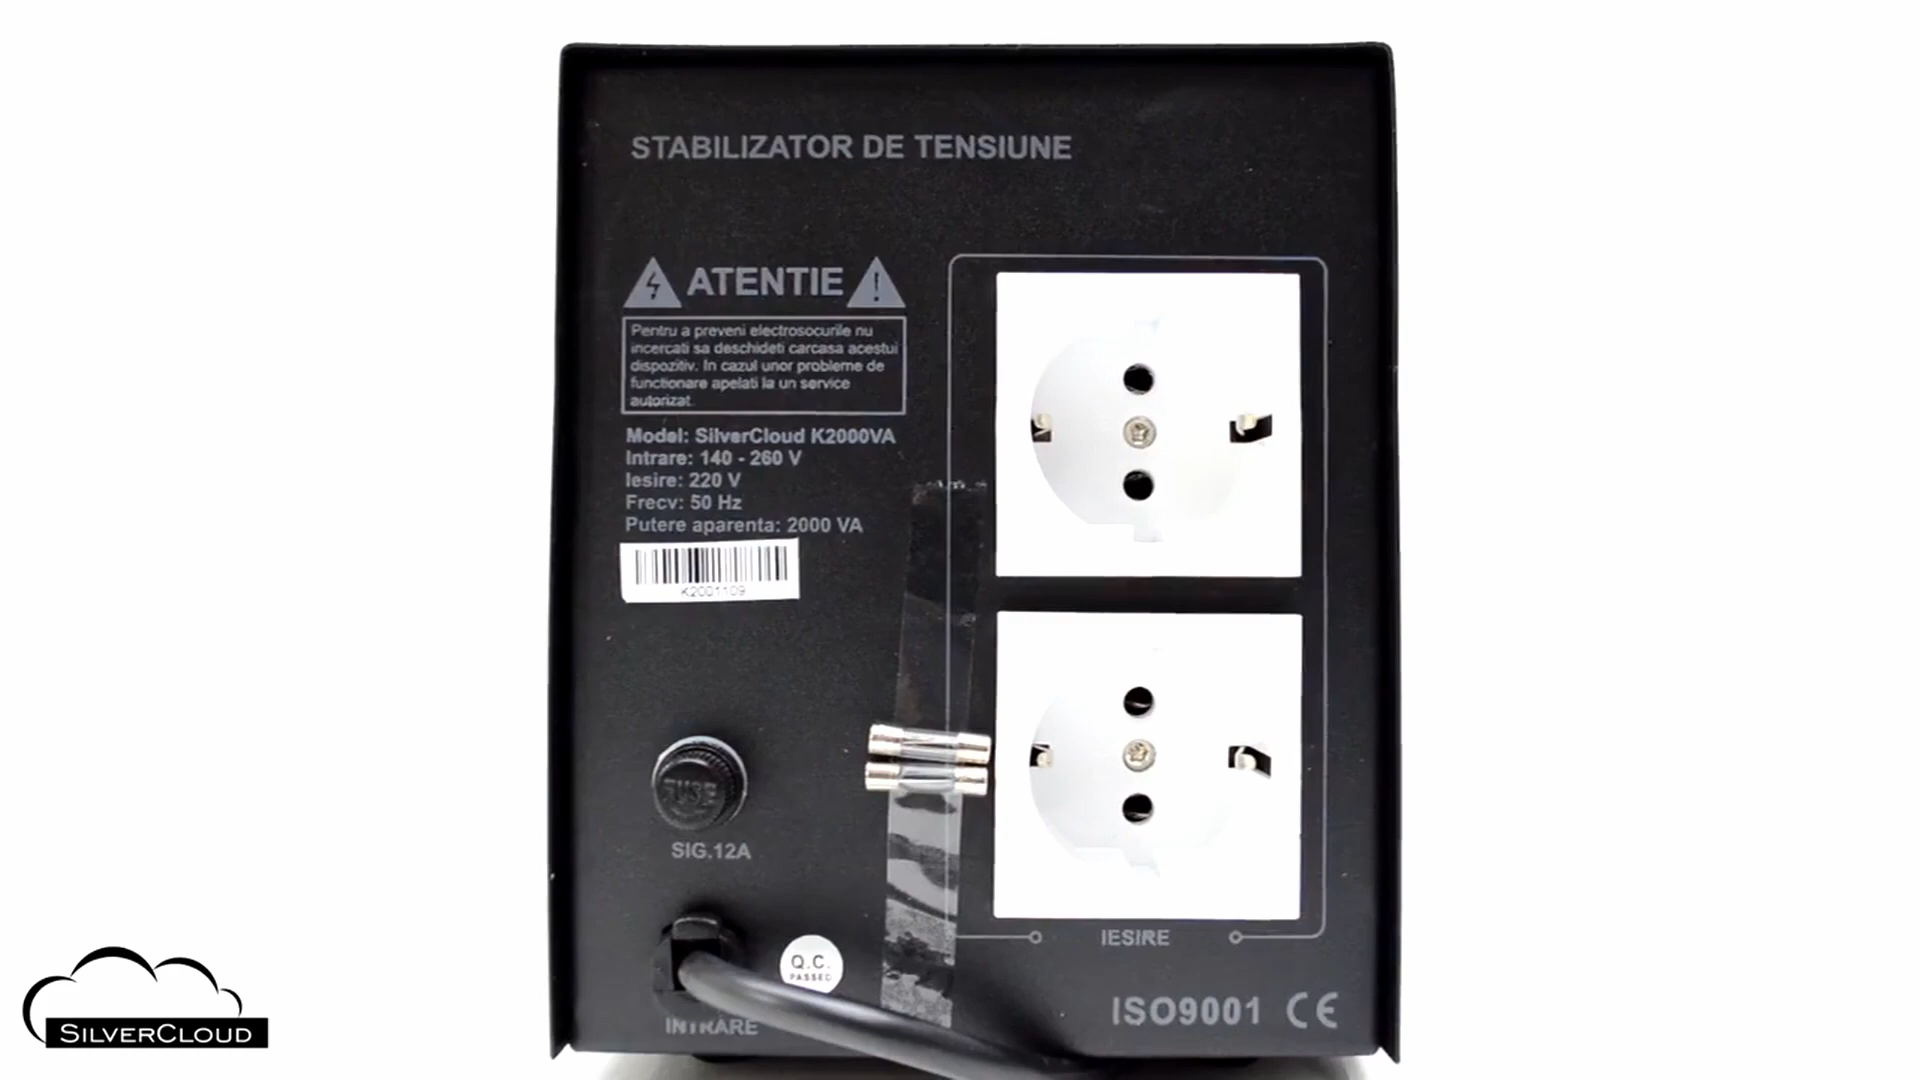 STABILIZATOR DE TENSIUNE
ATENTIE
Pentru a preveni electrosocurile nu
incercati sa deschideti carcasa acestui
dispozitiv. In cazul unor probleme de
functionare apelati la un service
autorizat.
Model: SilverCloud K2000VA
Intrare: 140 - 260 V
Iesire: 220 V
Frecv: 50 Hz
Putere aparenta: 2000 VA
K2001109
FUSE
SIG.12A
Q.C.
PASSED
INTRARE
IESIRE
ISO9001 CE
SILVERCLOUD